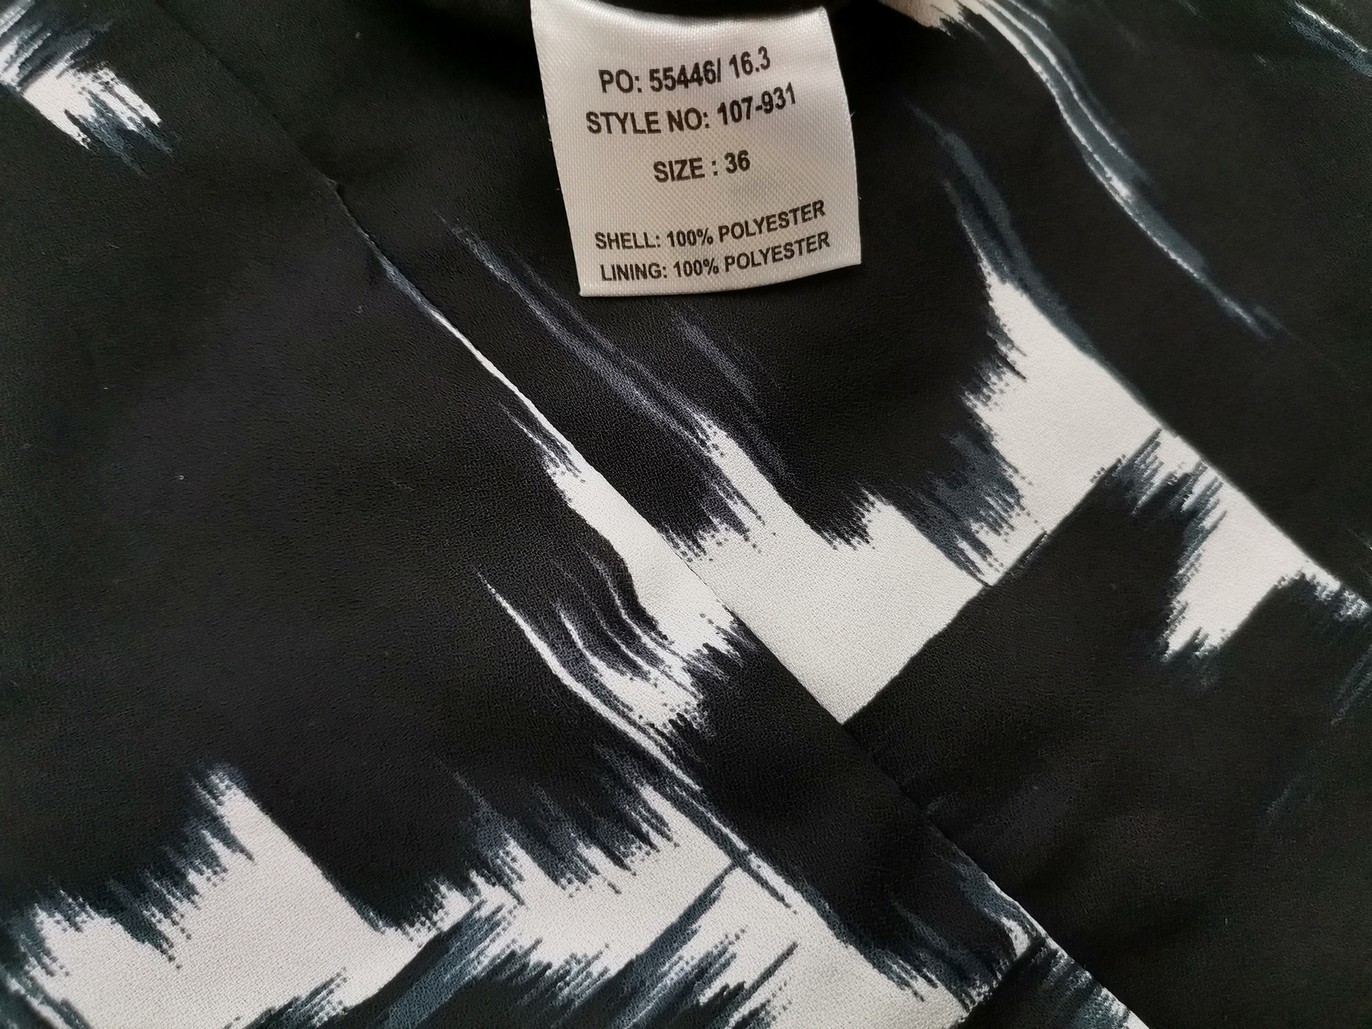 PO: 55446/ 16.3
STYLE NO: 107-931
SIZE : 36
SHELL: 100% POLYESTER
LINING: 100% POLYESTER